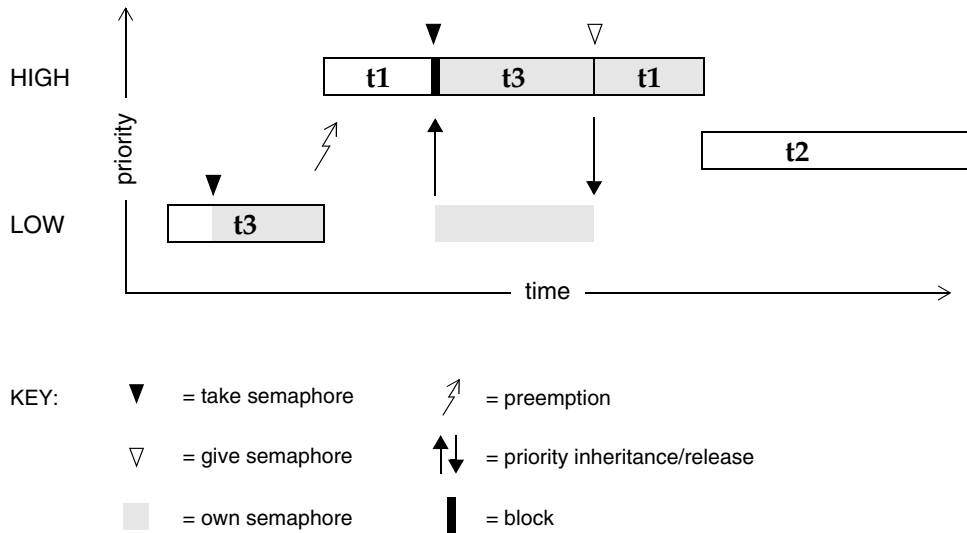 HIGH
t1
t3
t1
priority
t2
LOW
t3
time
KEY:
= take semaphore
= preemption
= give semaphore
= priority inheritance/release
= own semaphore
= block